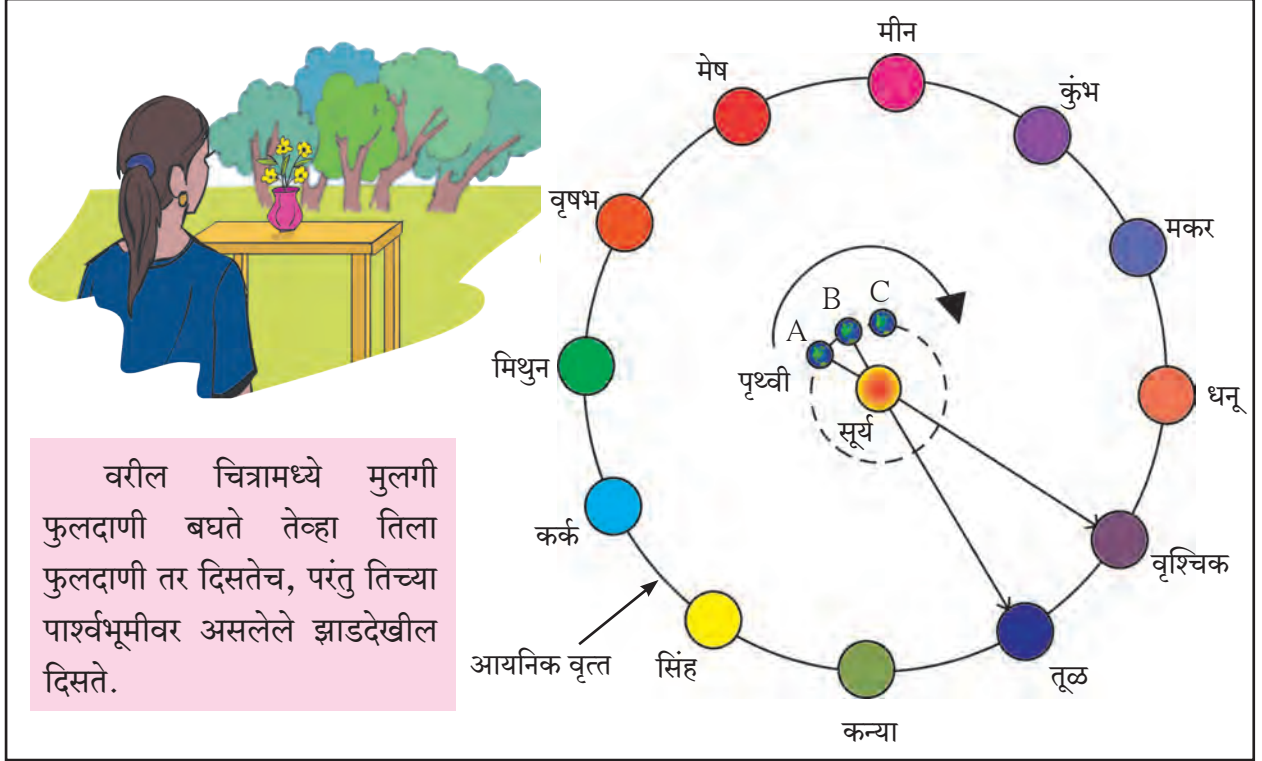 वरील चित्रामध्ये मुलगी
फुलदाणी बघते तेव्हा तिला
फुलदाणी तर दिसतेच, परंतु तिच्या
पार्श्वभूमीवर असलेले झाडदेखील
दिसते.
मीन
मेष
कुंभ
वृषभ
मकर
B
C
A
मिथुन
पृथ्वी
धनू
सूर्य
कर्क
वृश्चिक
आयनिक वृत्त
सिंह
तूळ
कन्या